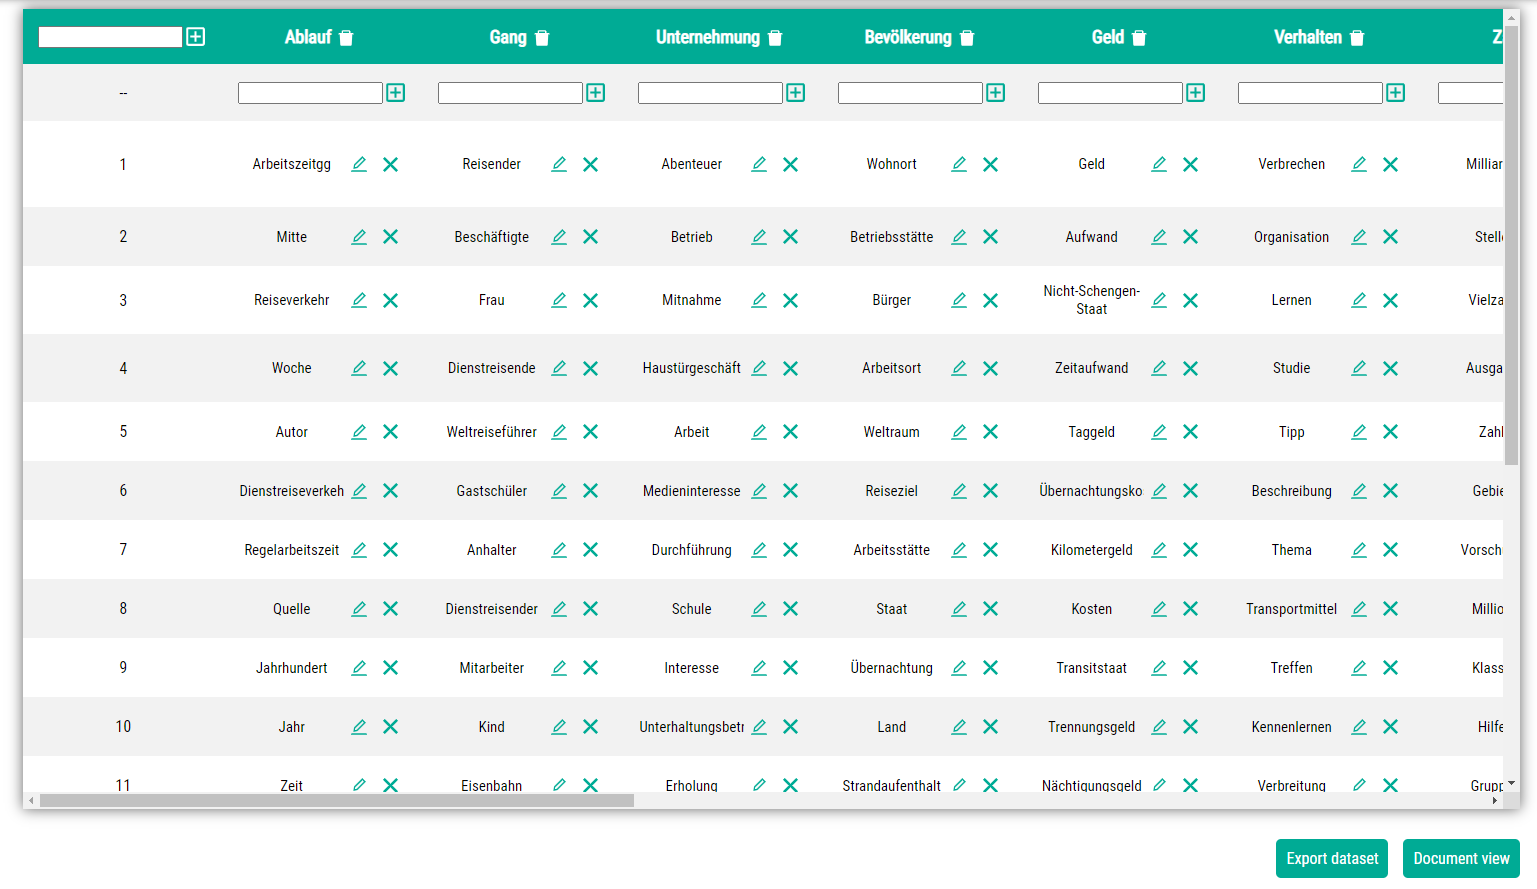 Ablauf Gang Unternehmung Bevölkerung Geld Verhalten Z
--
1 Arbeitszeitgg Reisender Abenteuer Wohnort Geld Verbrechen Milliar
2 Mitte Beschäftigte Betrieb Betriebsstätte Aufwand Organisation Stell
3 Reiseverkehr Frau Mitnahme Bürger Nicht-Schengen- Lernen Vielza
Staat
4 Woche Dienstreisende Haustürgeschäft Arbeitsort Zeitaufwand Studie Ausga
5 Autor Weltreiseführer Arbeit Weltraum Taggeld Tipp Zahl
6 Dienstreiseverkeh Gastschüler Medieninteresse Reiseziel Übernachtungsko Beschreibung Gebie
7 Regelarbeitszeit Anhalter Durchführung Arbeitsstätte Kilometergeld Thema Vorsch
8 Quelle Dienstreisender Schule Staat Kosten Transportmittel Millio
9 Jahrhundert Mitarbeiter Interesse Übernachtung Transitstaat Treffen Klass
10 Jahr Kind Unterhaltungsbetr Land Trennungsgeld Kennenlernen Hilfe
11 Zeit Eisenbahn Erholung Strandaufenthalt Nächtigungsgeld Verbreitung Grupp
Export dataset Document view